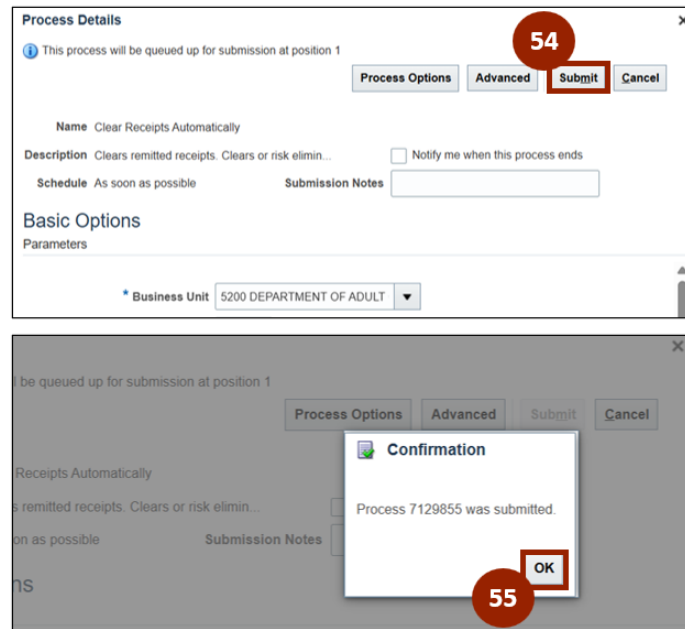 Process Details
This process will be queued up for submission at position 1
54
Process Options Advanced Submit Cancel
Name Clear Receipts Automatically
Description Clears remitted receipts. Clears or risk elimin... Notify me when this process ends
Schedule As soon as possible Submission Notes
Basic Options
Parameters
* Business Unit 5200 DEPARTMENT OF ADULT
be queued up for submission at position 1
Process Options Advanced Submit Cancel
Confirmation
Receipts Automatically
s remitted receipts. Clears or risk elimin...
Process 7129855 was submitted.
on as possible Submission Notes
OK
ns
55